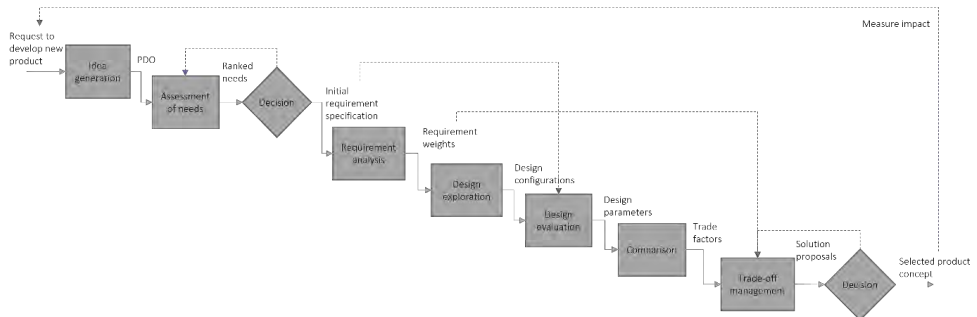 Measure impact
Request to
develop new
product
Idea
generation
PDO
Assessment
of needs
Ranked
needs
Decision
Initial
requirement
specification
Requirement
analysis
Requirement
weights
Design
exploration
Design
configurations
Design
evaluation
Design
parameters
Comparison
Trade
factors
Trade-off
management
Solution
proposals
Decision
Selected product
concept